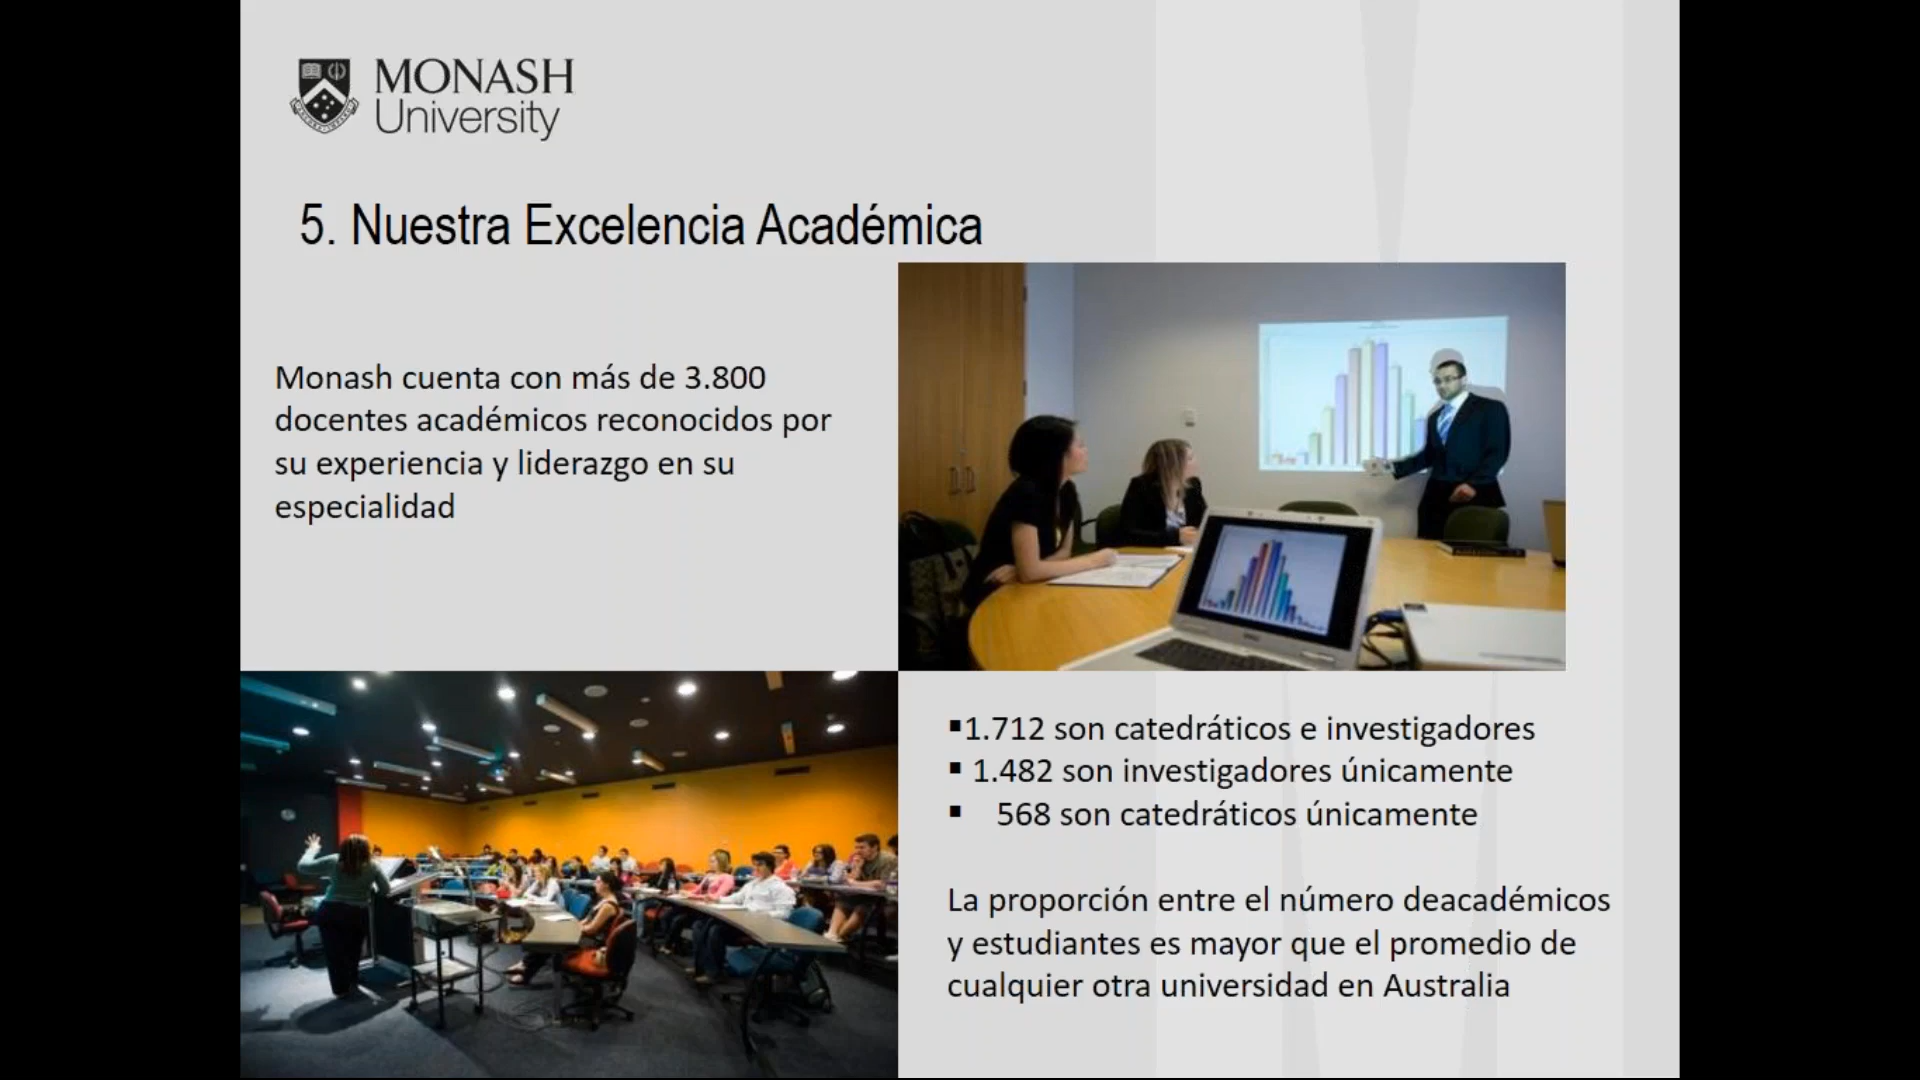 MONASH
University
5. Nuestra Excelencia Académica
Monash cuenta con más de 3.800
docentes académicos reconocidos por
su experiencia y liderazgo en su
especialidad
▪1.712 son catedráticos e investigadores
▪ 1.482 son investigadores únicamente
▪ 568 son catedráticos únicamente
La proporción entre el número deacadémicos
y estudiantes es mayor que el promedio de
cualquier otra universidad en Australia